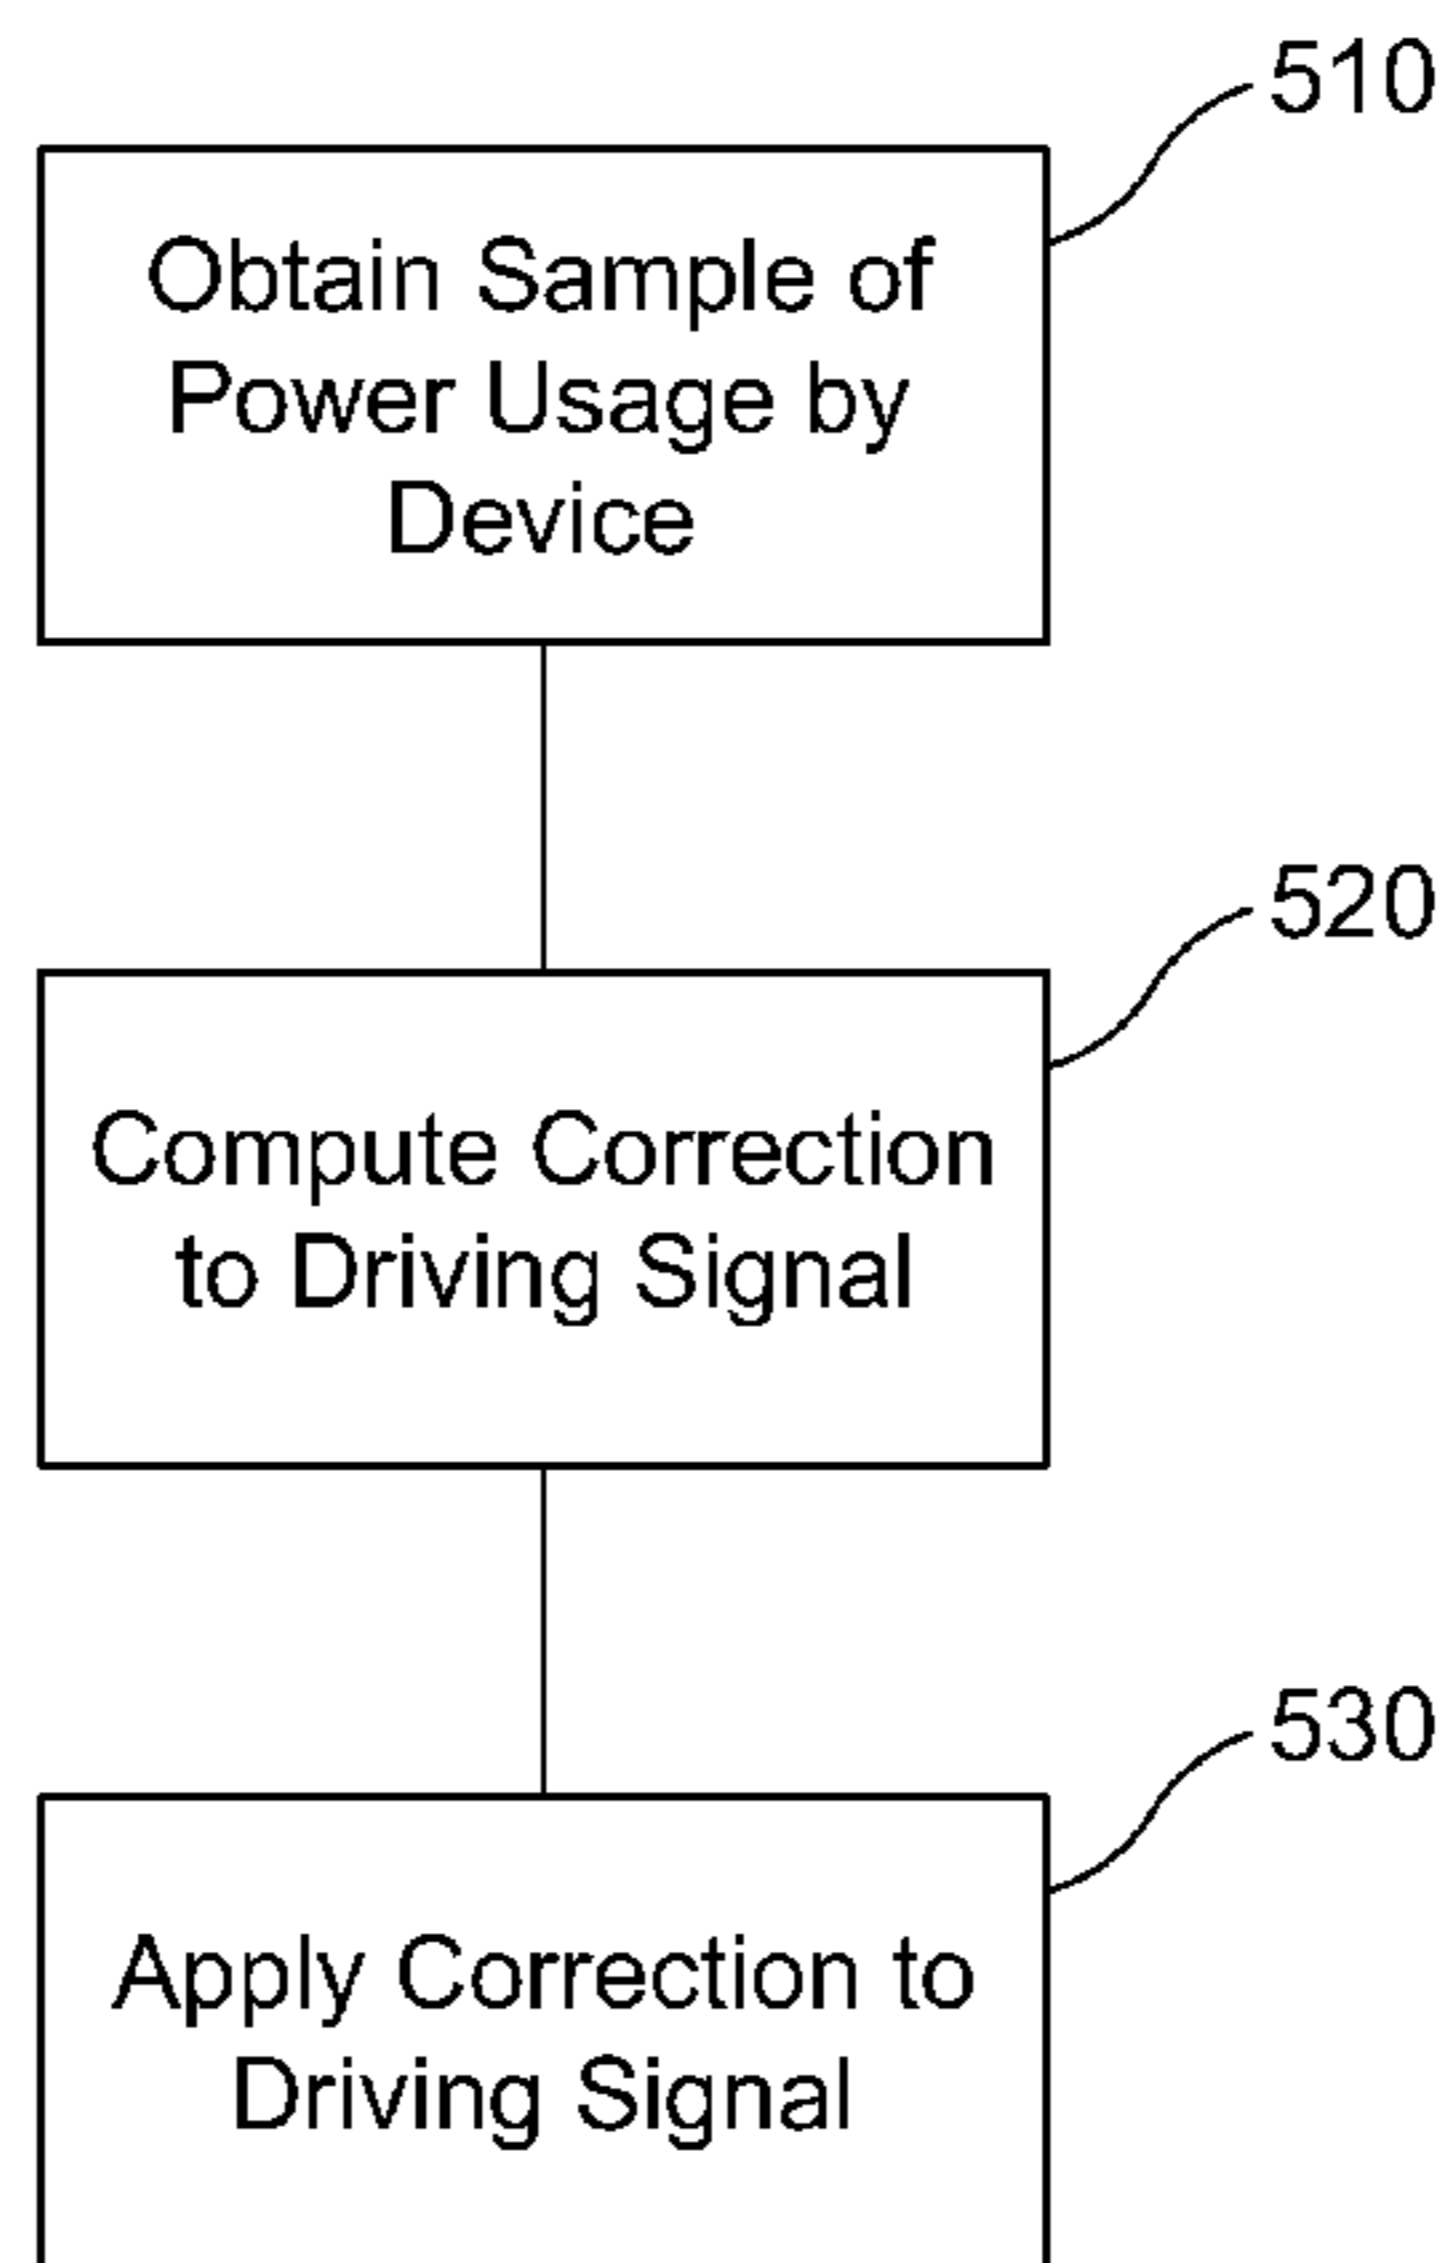 510
Obtain Sample of
Power Usage by
Device
520
Compute Correction
to Driving Signal
530
Apply Correction to
Driving Signal